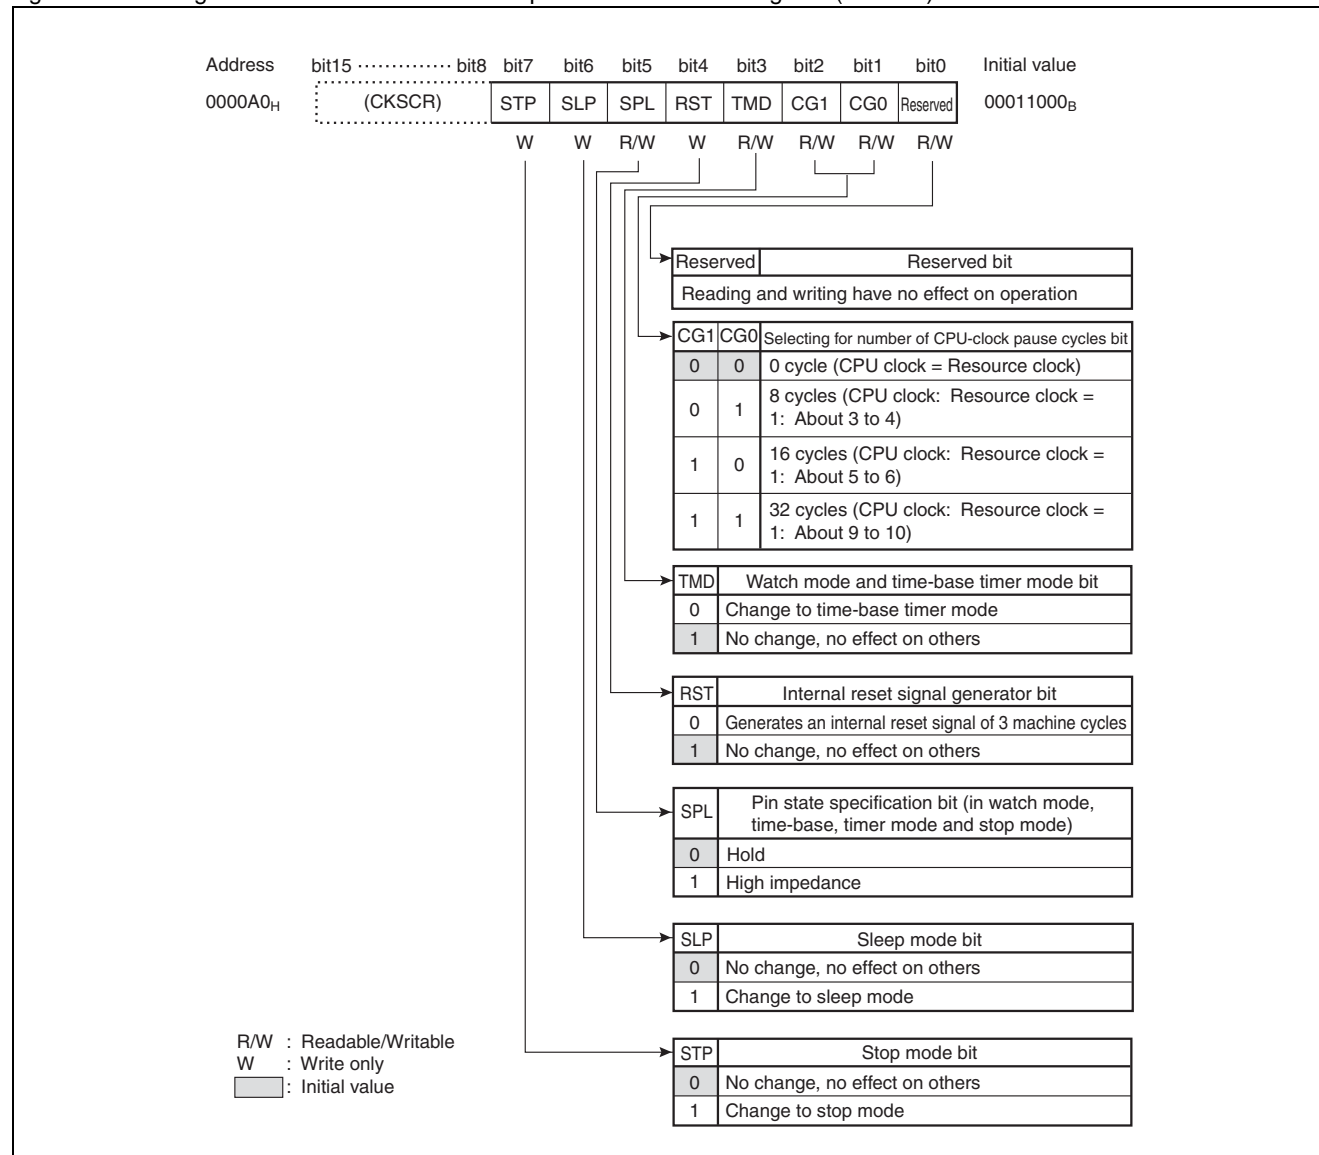 Address bit15 ·············· bit8 bit7 bit6 bit5 bit4 bit3 bit2 bit1 bit0 Initial value
0000A0H (CKSCR) STP SLP SPL RST TMD CG1 CG0 Reserved 00011000B
W W R/W W R/W R/W R/W R/W
Reserved Reserved bit
Reading and writing have no effect on operation
CG1 CG0 Selecting for number of CPU-clock pause cycles bit
0 0 0 cycle (CPU clock = Resource clock)
0 1 8 cycles (CPU clock: Resource clock =
1: About 3 to 4)
1 0 16 cycles (CPU clock: Resource clock =
1: About 5 to 6)
1 1 32 cycles (CPU clock: Resource clock =
1: About 9 to 10)
TMD Watch mode and time-base timer mode bit
0 Change to time-base timer mode
1 No change, no effect on others
RST Internal reset signal generator bit
0 Generates an internal reset signal of 3 machine cycles
1 No change, no effect on others
SPL Pin state specification bit (in watch mode,
time-base, timer mode and stop mode)
0 Hold
1 High impedance
SLP Sleep mode bit
0 No change, no effect on others
1 Change to sleep mode
R/W : Readable/Writable
W : Write only
: Initial value
STP Stop mode bit
0 No change, no effect on others
1 Change to stop mode